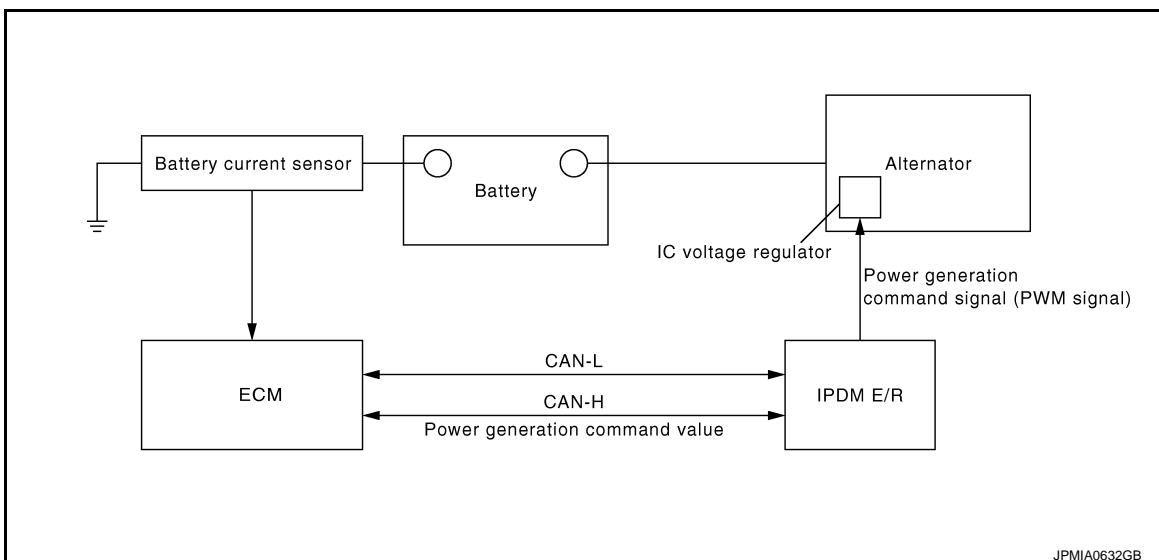 Battery current sensor
Battery
Alternator
IC voltage regulator
Power generation
command signal (PWM signal)
ECM
CAN-L
CAN-H
Power generation command value
IPDM E/R
JPMIA0632GB